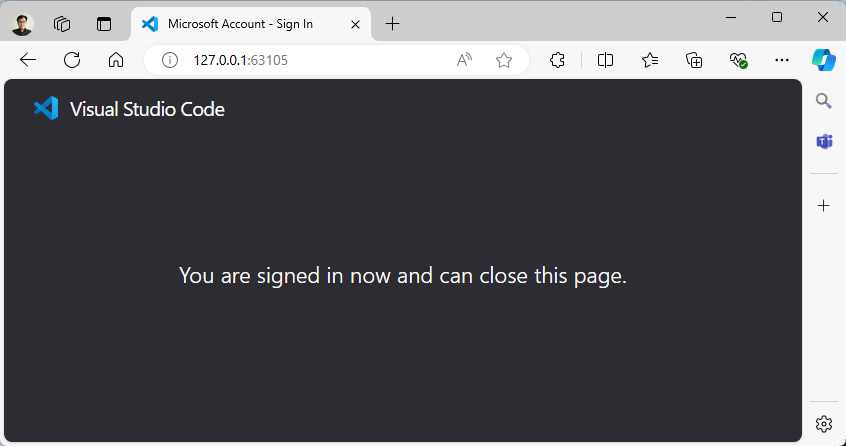 Microsoft Account - Sign In
127.0.0.1:63105
Visual Studio Code
You are signed in now and can close this page.